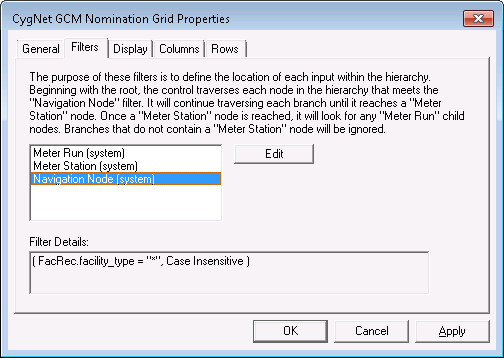 CygNet GCM Nomination Grid Properties
General Filters Display Columns Rows
The purpose of these filters is to define the location of each input within the hierarchy.
Beginning with the root, the control traverses each node in the hierarchy that meets the
"Navigation Node" filter. It will continue traversing each branch until it reaches a "Meter
Station" node. Once a "Meter Station" node is reached, it will look for any "Meter Run" child
nodes. Branches that do not contain a "Meter Station" node will be ignored.
Meter Run (system)
Edit
Meter Station (system)
Navigation Node (system)
Filter Details:
( FacRec.facility_type = "*", Case Insensitive )
OK Cancel Apply